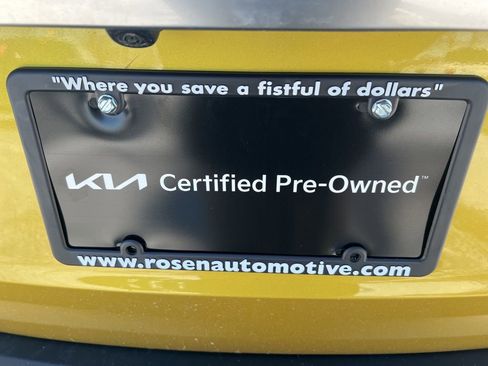 "Where you save a fistful of dollars"
KIA Certified Pre-Owned™
www.rosenautomotive.com